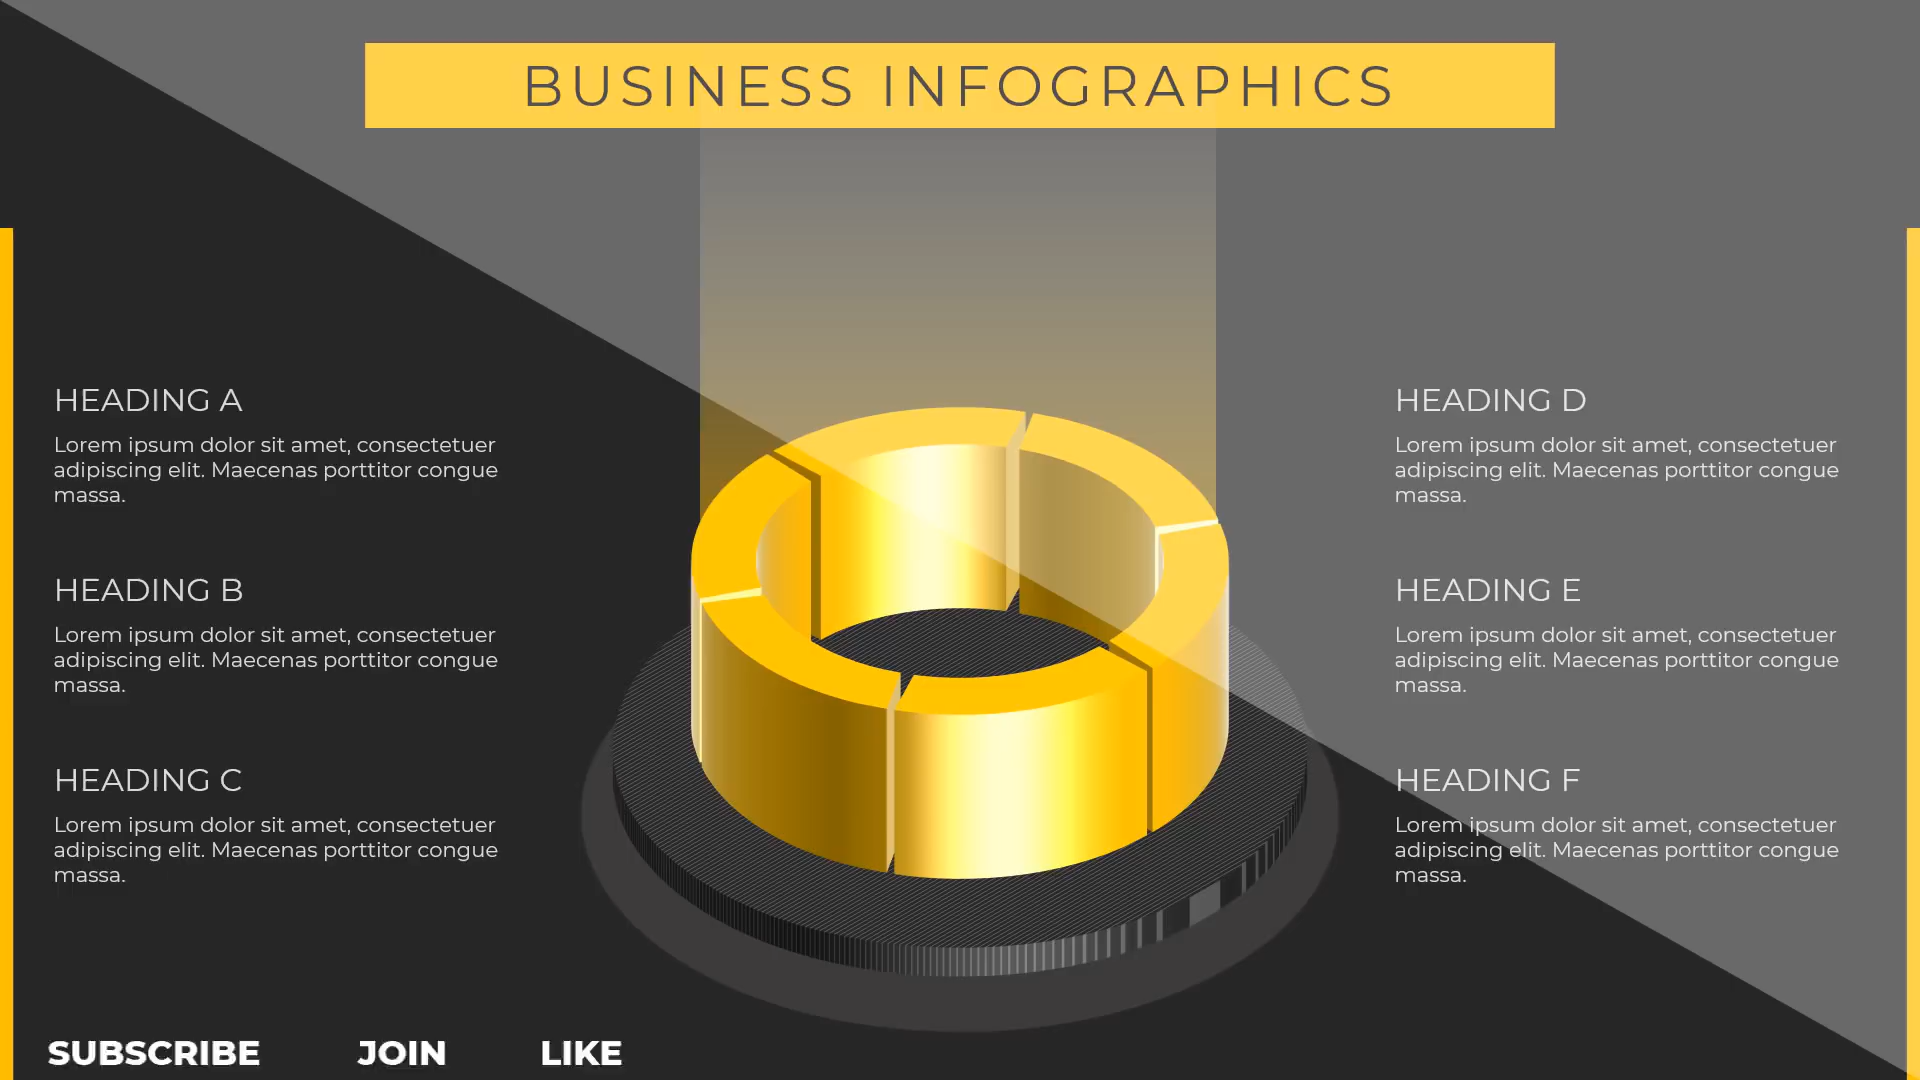 BUSINESS INFOGRAPHICS
HEADING A
Lorem ipsum dolor sit amet, consectetuer
adipiscing elit. Maecenas porttitor congue
massa.
HEADING B
Lorem ipsum dolor sit amet, consectetuer
adipiscing elit. Maecenas porttitor congue
massa.
HEADING C
Lorem ipsum dolor sit amet, consectetuer
adipiscing elit. Maecenas porttitor congue
massa.
HEADING D
Lorem ipsum dolor sit amet, consectetuer
adipiscing elit. Maecenas porttitor congue
massa.
HEADING E
Lorem ipsum dolor sit amet, consectetuer
adipiscing elit. Maecenas porttitor congue
massa.
HEADING F
Lorem ipsum dolor sit amet, consectetuer
adipiscing elit. Maecenas porttitor congue
massa.
SUBSCRIBE JOIN LIKE